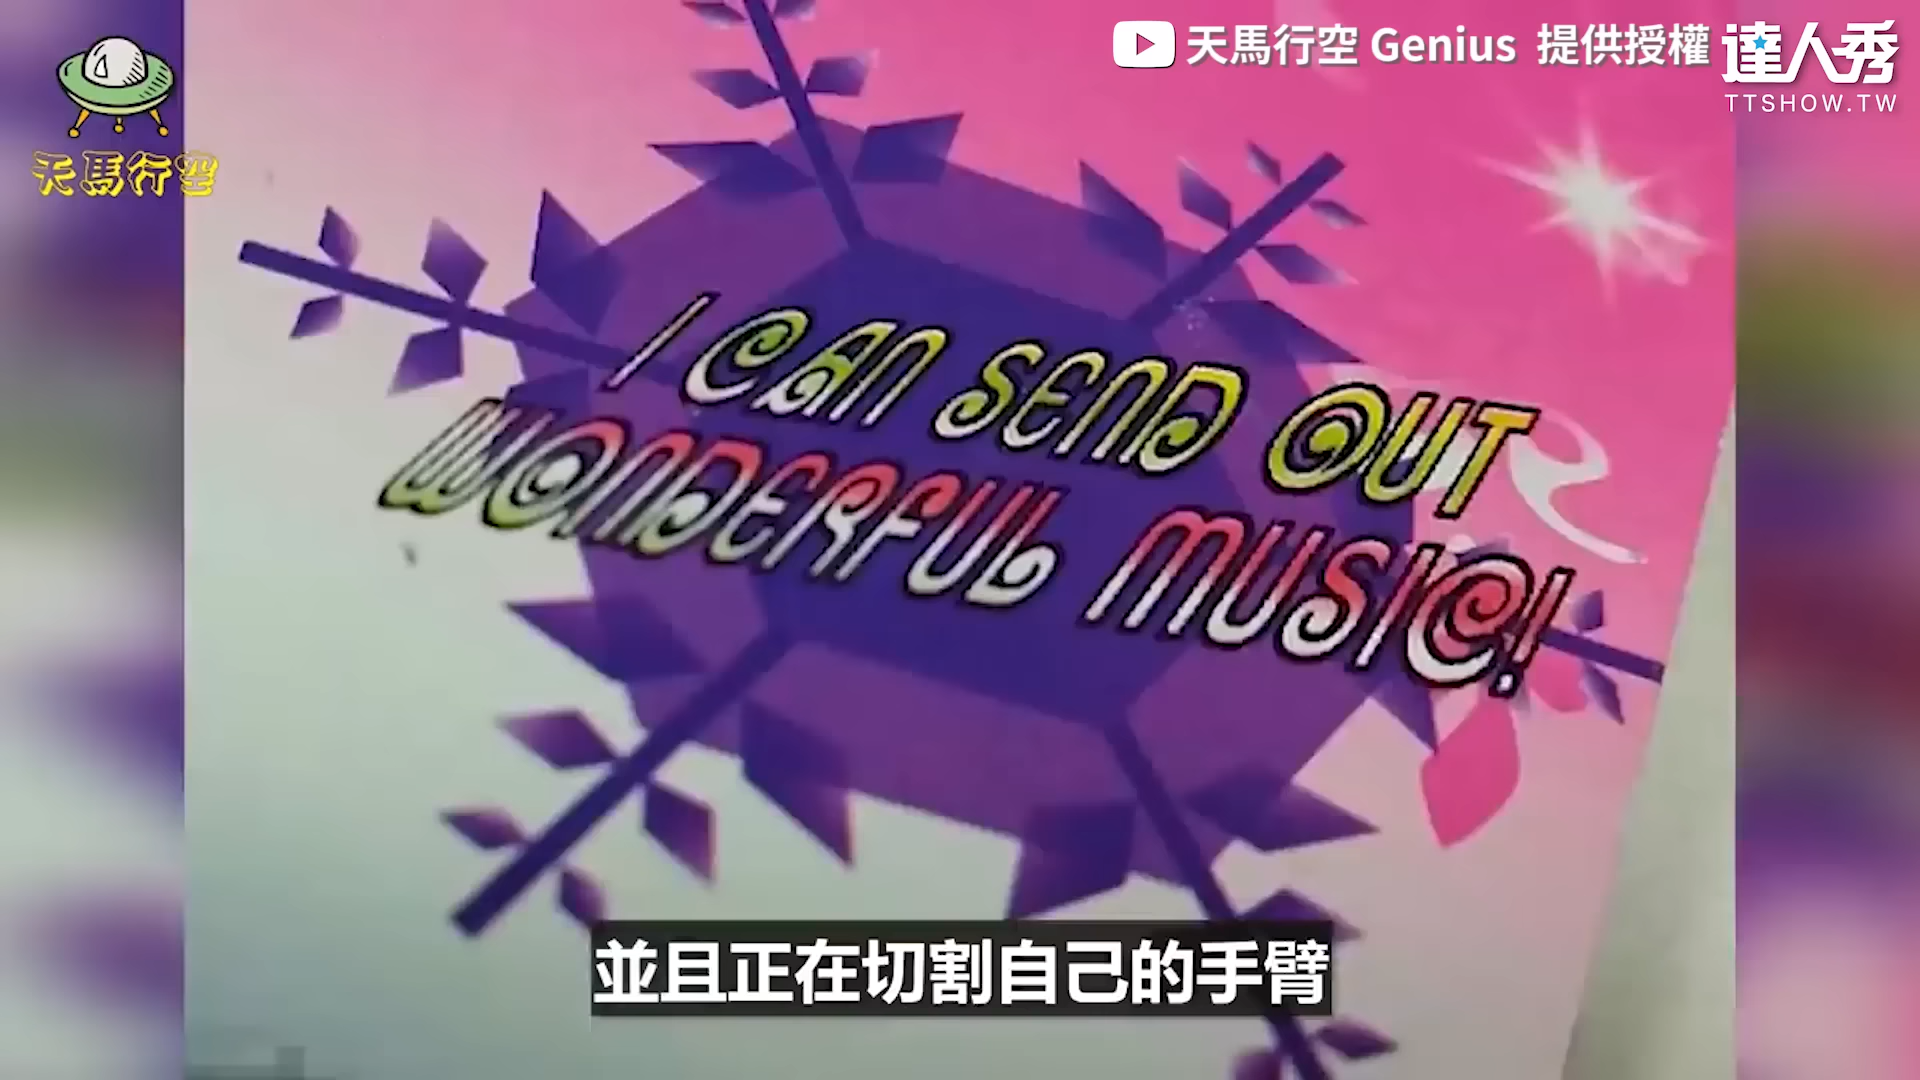 天馬行空 Genius 提供授權 達人秀
TTSHOW.TW
天馬行空
I CAN SEND OUT
WONDERFUL MUSIC!
並且正在切割自己的手臂